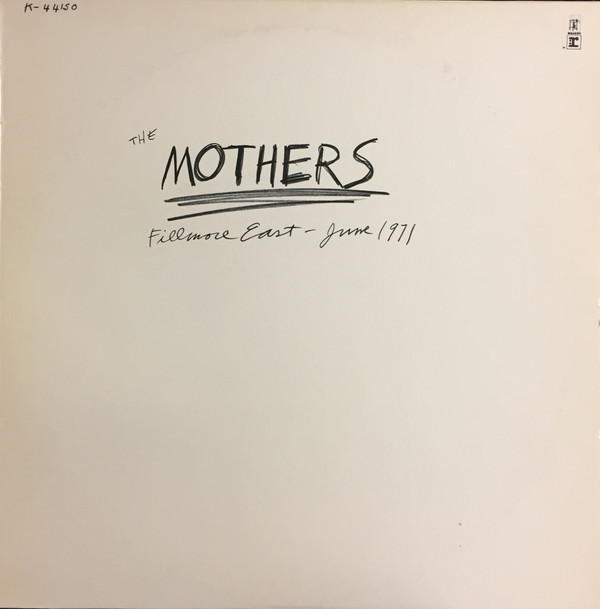 K-44150
THE
MOTHERS
Fillmore East - June 1971